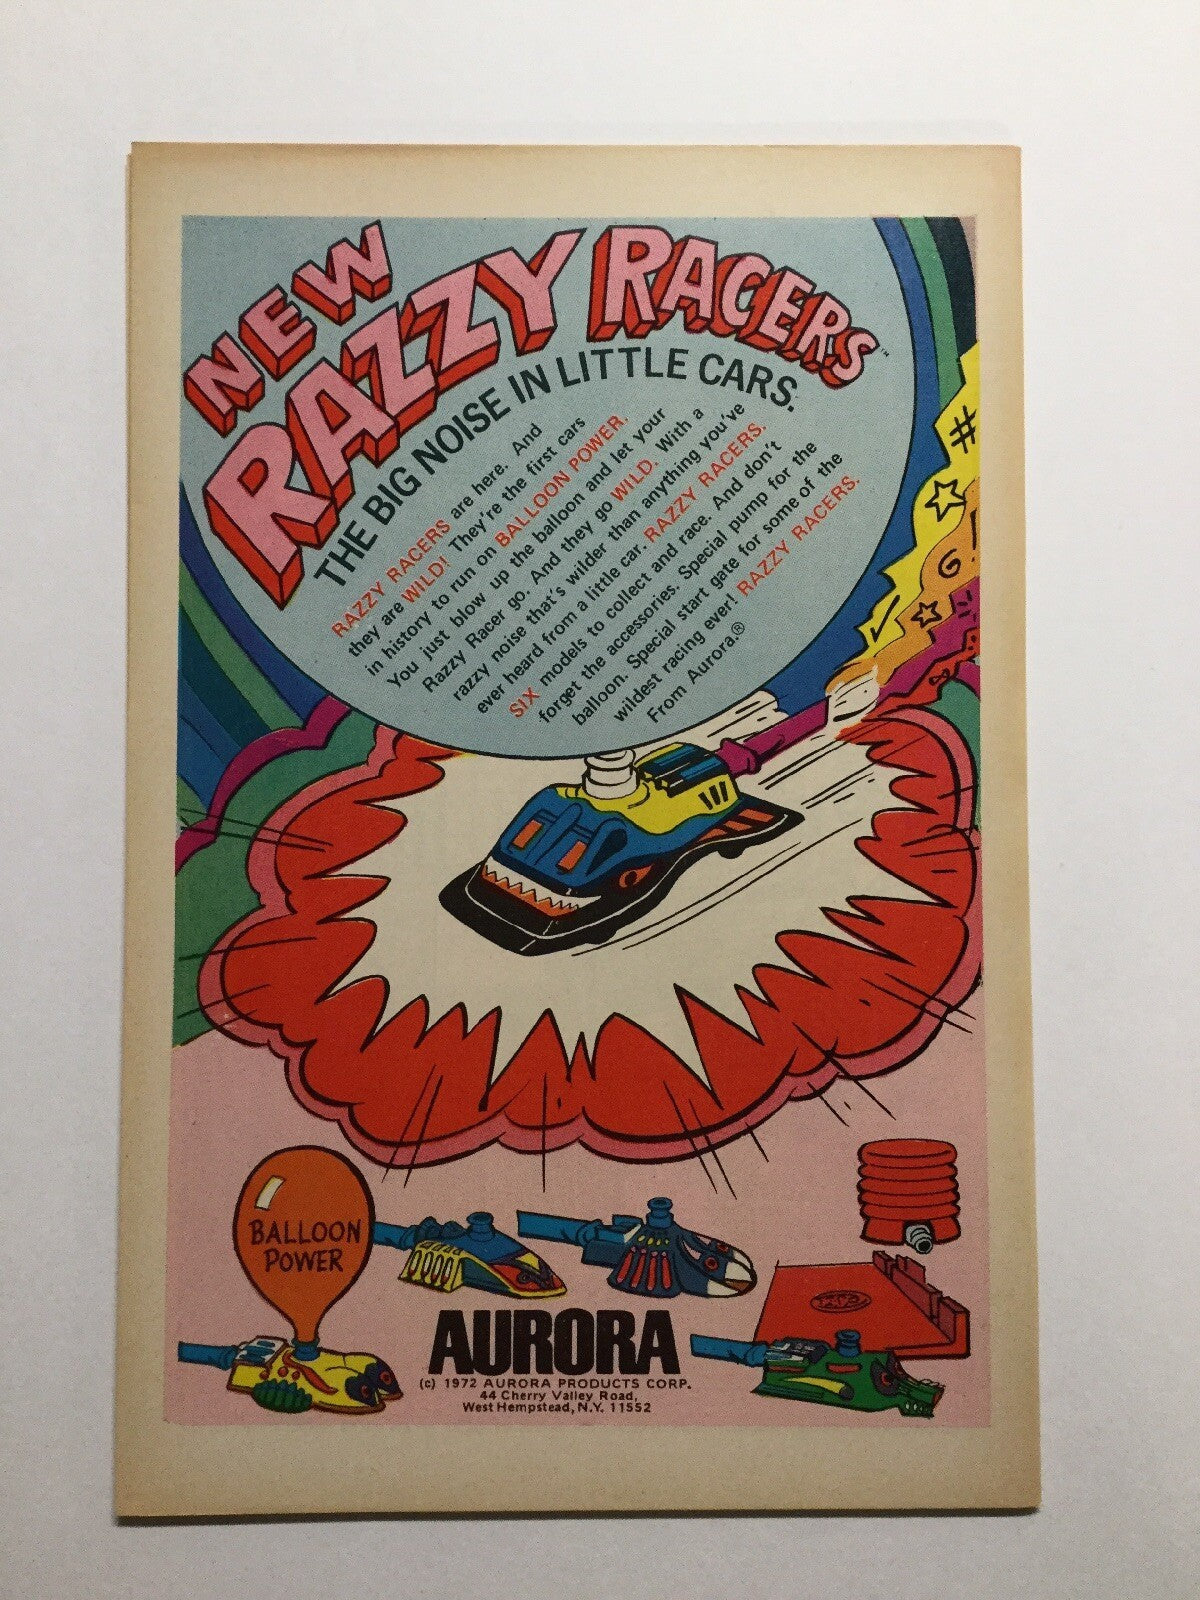 NEW
RAZZY RACERS™
THE BIG NOISE IN LITTLE CARS.
RAZZY RACERS are here. And
they are WILD! They're the first cars
in history to run on BALLOON POWER.
You just blow up the balloon and let your
Razzy Racer go. And they go WILD. With a
razzy noise that's wilder than anything you've
ever heard from a little car. RAZZY RACERS.
SIX models to collect and race. And don't
forget the accessories. Special pump for the
balloon. Special start gate for some of the
wildest racing ever! RAZZY RACERS.
From Aurora.®
#
G!
BALLOON
POWER
AURORA
(c) 1972 AURORA PRODUCTS CORP.
44 Cherry Valley Road,
West Hempstead, N.Y. 11552